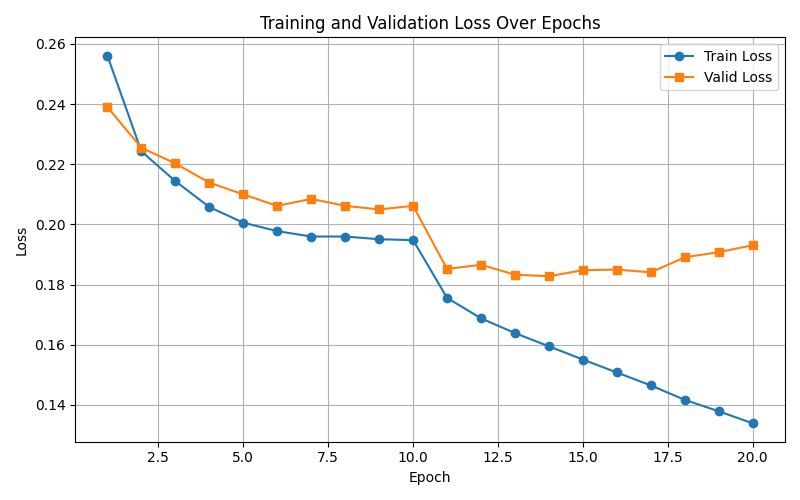 Training and Validation Loss Over Epochs
Train Loss
Valid Loss
0.26
0.24
0.22
0.20
0.18
0.16
0.14
Loss
2.5 5.0 7.5 10.0 12.5 15.0 17.5 20.0
Epoch